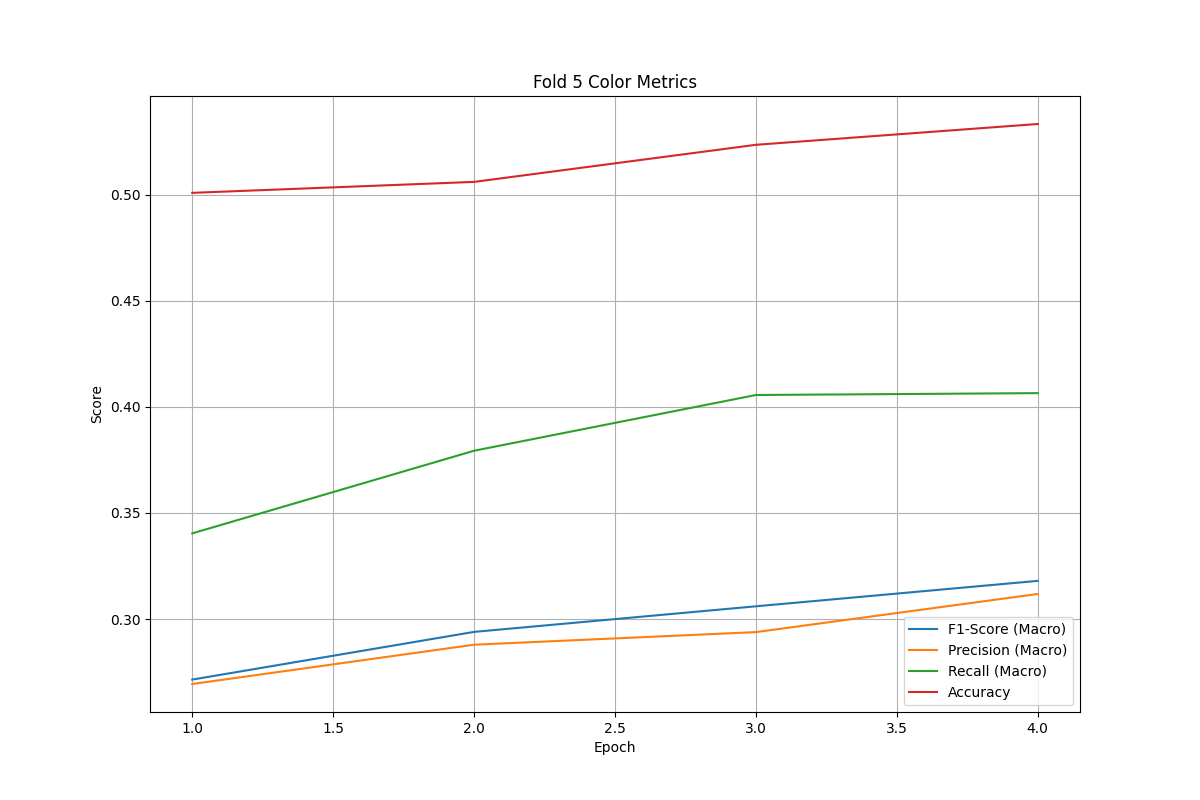 Fold 5 Color Metrics
0.50
0.45
0.40
0.35
0.30
Score
1.0 1.5 2.0 2.5 3.0 3.5 4.0
Epoch
F1-Score (Macro)
Precision (Macro)
Recall (Macro)
Accuracy